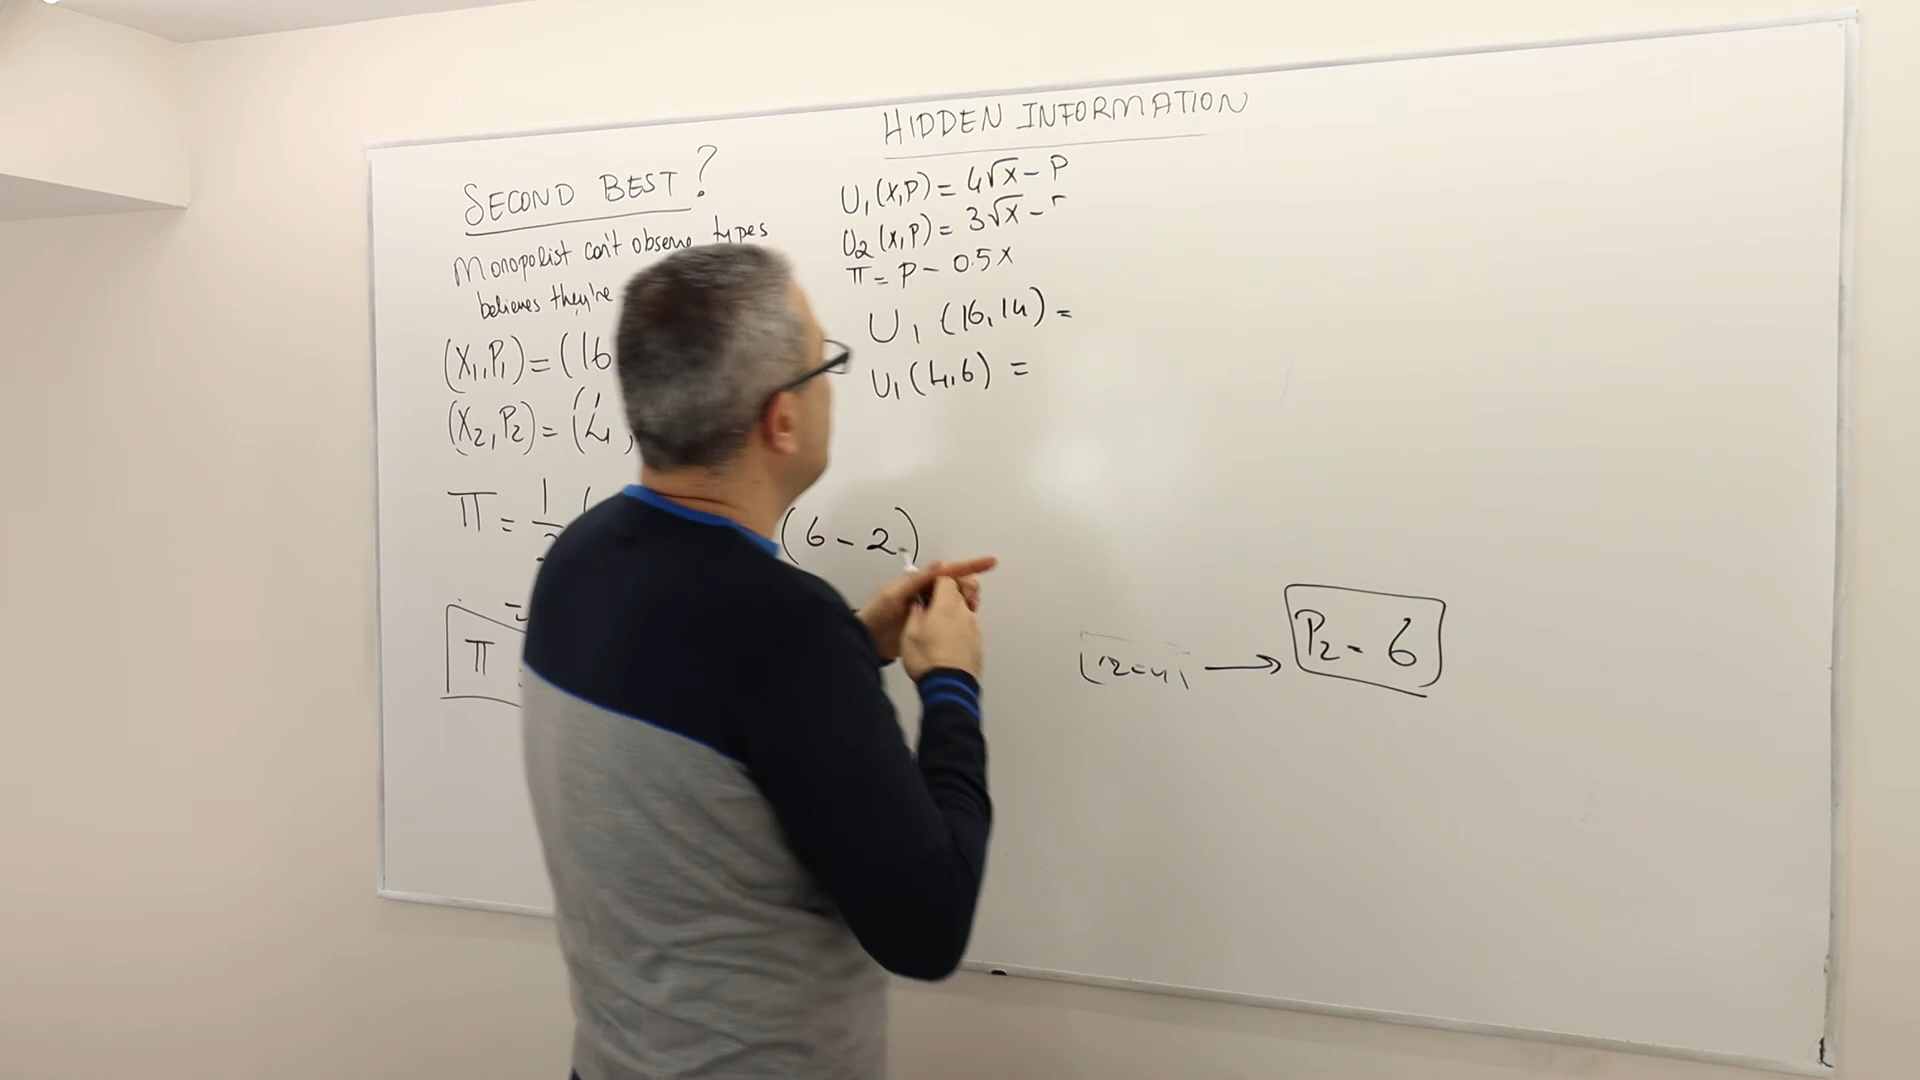 HIDDEN INFORMATION
SECOND BEST?
Monopolist can't observe types
believes they're
(X₁,P₁) = (16
(X₂,P₂) = (4,
π = 1/2 (
(6 - 2.)
π
U₁(x,p) = 4√x - P
U₂(x,p) = 3√x -
π = P - 0.5x
U₁ (16,14) =
U₁(4,6) =
→ P₂ = 6